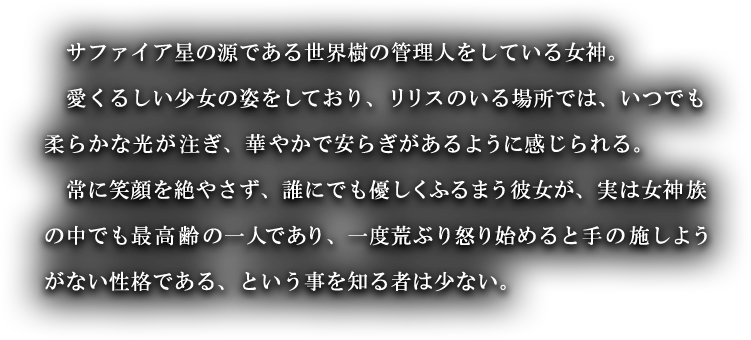 サファイア星の源である世界樹の管理人をしている女神。
愛くるしい少女の姿をしており、リリスのいる場所では、いつでも
柔らかな光が注ぎ、華やかで安らぎがあるように感じられる。
常に笑顔を絶やさず、誰にでも優しくふるまう彼女が、実は女神族
の中でも最高齢の一人であり、一度荒ぶり怒り始めると手の施しよう
がない性格である、という事を知る者は少ない。